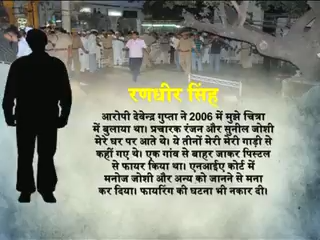 रणधीर सिंह
आरोपी देवेन्द्र गुप्ता ने 2006 में मुझे चित्रा
में बुलाया था। प्रचारक रंजन और सुनील जोशी
मेरे घर पर आते थे। ये तीनों मेरी मेरी गाड़ी से
कहीं गए थे। एक गांव से बाहर जाकर पिस्टल
से फायर किया था। एनआईए कोर्ट में
मनोज जोशी और अन्य को जानने से मना
कर दिया। फायरिंग की घटना भी नकार दी।